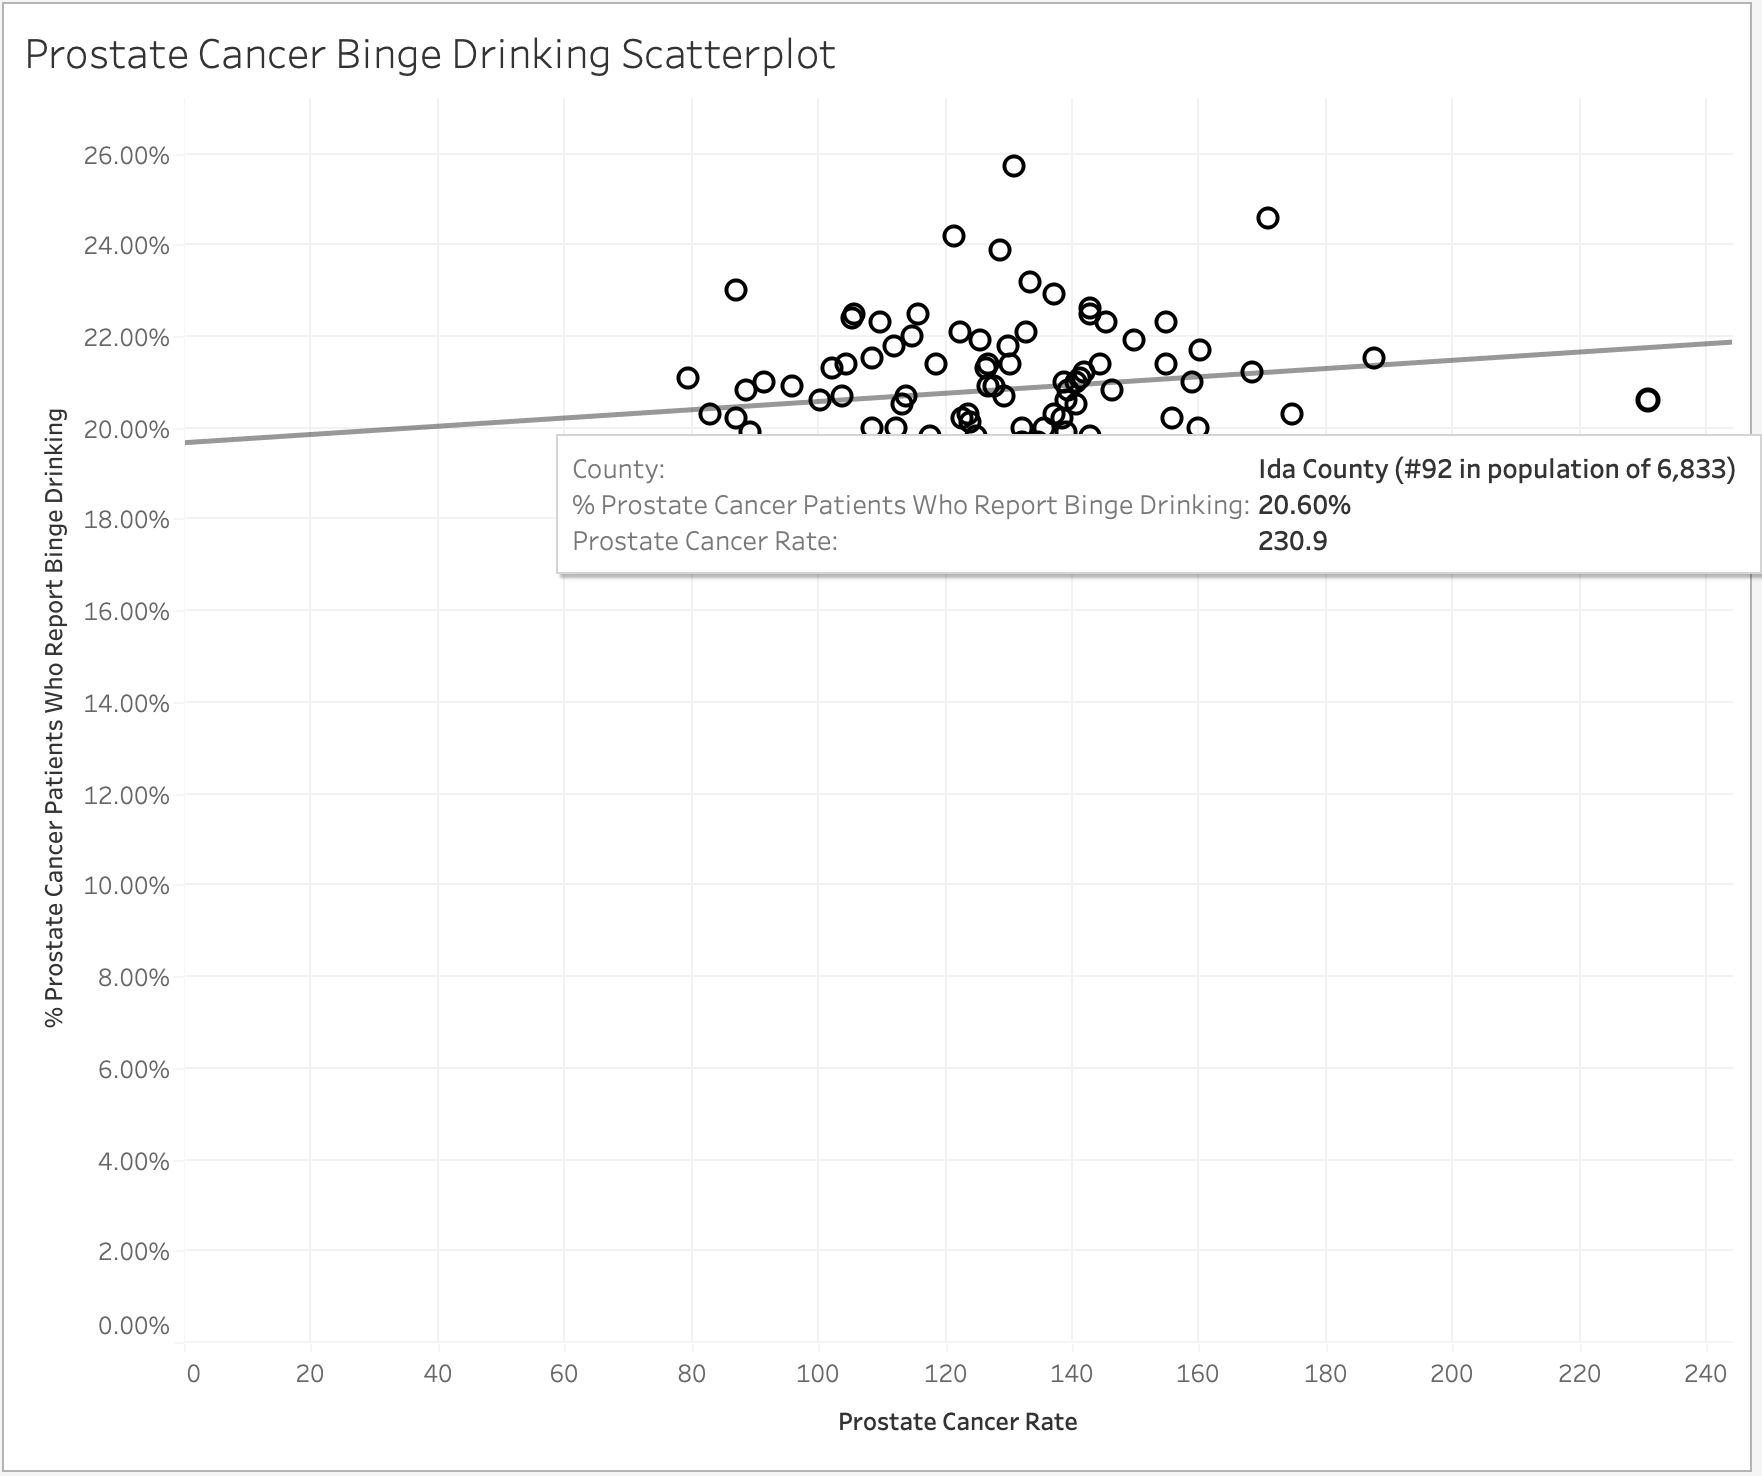 Prostate Cancer Binge Drinking Scatterplot
26.00%
24.00%
22.00%
20.00%
18.00%
16.00%
14.00%
12.00%
10.00%
8.00%
6.00%
4.00%
2.00%
0.00%
% Prostate Cancer Patients Who Report Binge Drinking
County: Ida County (#92 in population of 6,833)
% Prostate Cancer Patients Who Report Binge Drinking: 20.60%
Prostate Cancer Rate: 230.9
0 20 40 60 80 100 120 140 160 180 200 220 240
Prostate Cancer Rate